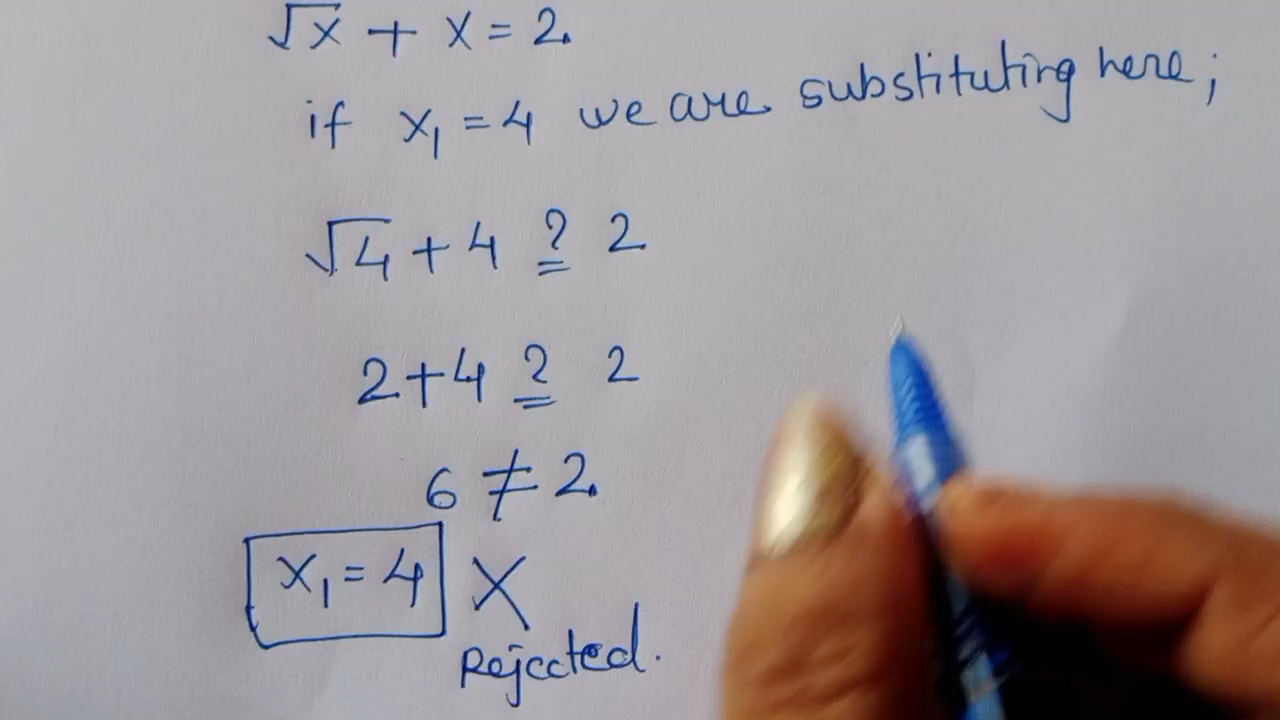 √x + x = 2
if x₁ = 4 we are substituting here;
√4 + 4 ≟ 2
2 + 4 ≟ 2
6 ≠ 2
x₁ = 4 X
Rejected.